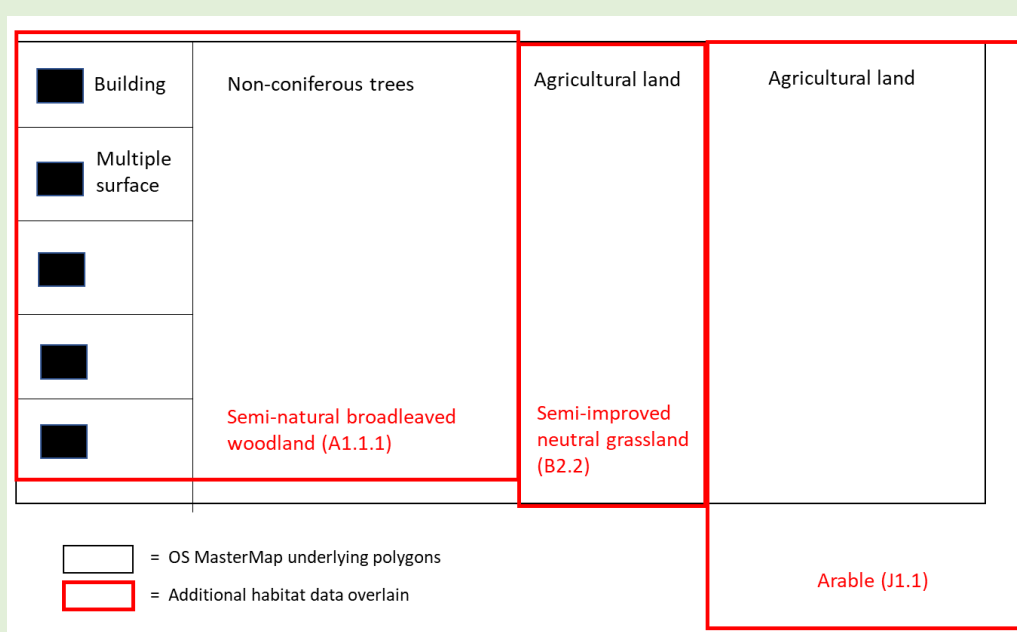 Building
Non-coniferous trees
Agricultural land
Agricultural land
Multiple
surface
Semi-natural broadleaved
woodland (A1.1.1)
Semi-improved
neutral grassland
(B2.2)
= OS MasterMap underlying polygons
= Additional habitat data overlain
Arable (J1.1)